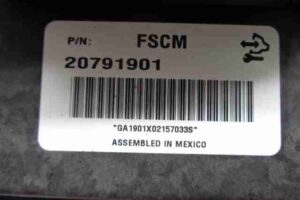 P/N: FSCM
20791901
"GA1901X02157033S"
ASSEMBLED IN MEXICO